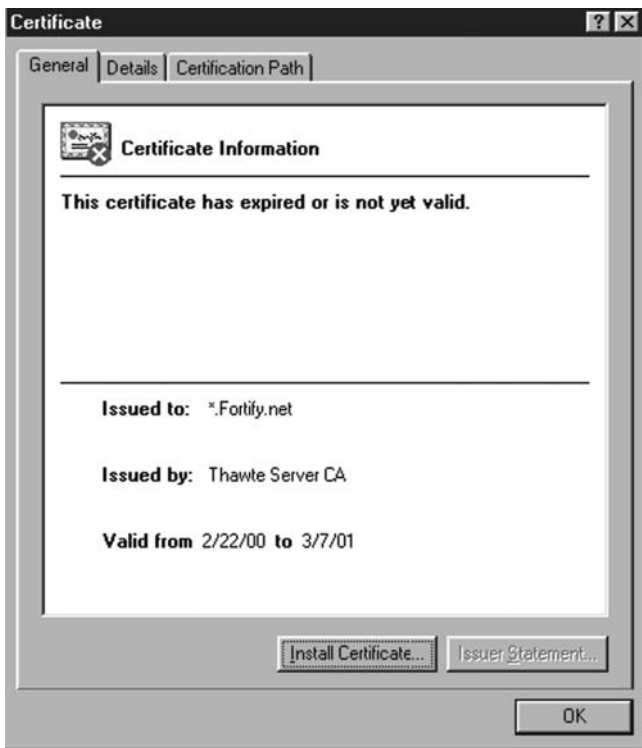 Certificate
General Details Certification Path
Certificate Information
This certificate has expired or is not yet valid.
Issued to: *.Fortify.net
Issued by: Thawte Server CA
Valid from 2/22/00 to 3/7/01
Install Certificate... Issuer Statement...
OK